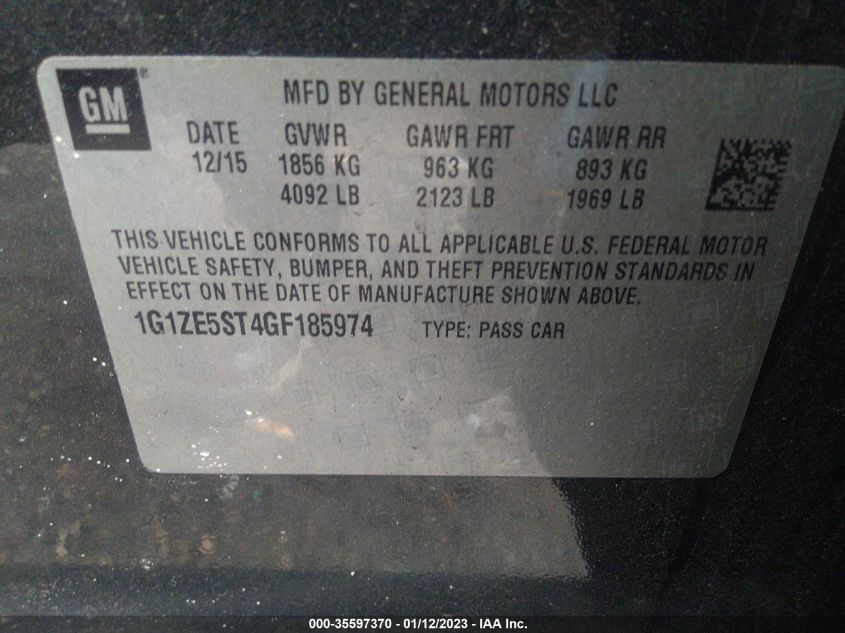 GM®
MFD BY GENERAL MOTORS LLC
DATE GVWR GAWR FRT GAWR RR
12/15 1856 KG 963 KG 893 KG
4092 LB 2123 LB 1969 LB
THIS VEHICLE CONFORMS TO ALL APPLICABLE U.S. FEDERAL MOTOR
VEHICLE SAFETY, BUMPER, AND THEFT PREVENTION STANDARDS IN
EFFECT ON THE DATE OF MANUFACTURE SHOWN ABOVE.
1G1ZE5ST4GF185974 TYPE: PASS CAR
000-35597370 - 01/12/2023 - IAA Inc.